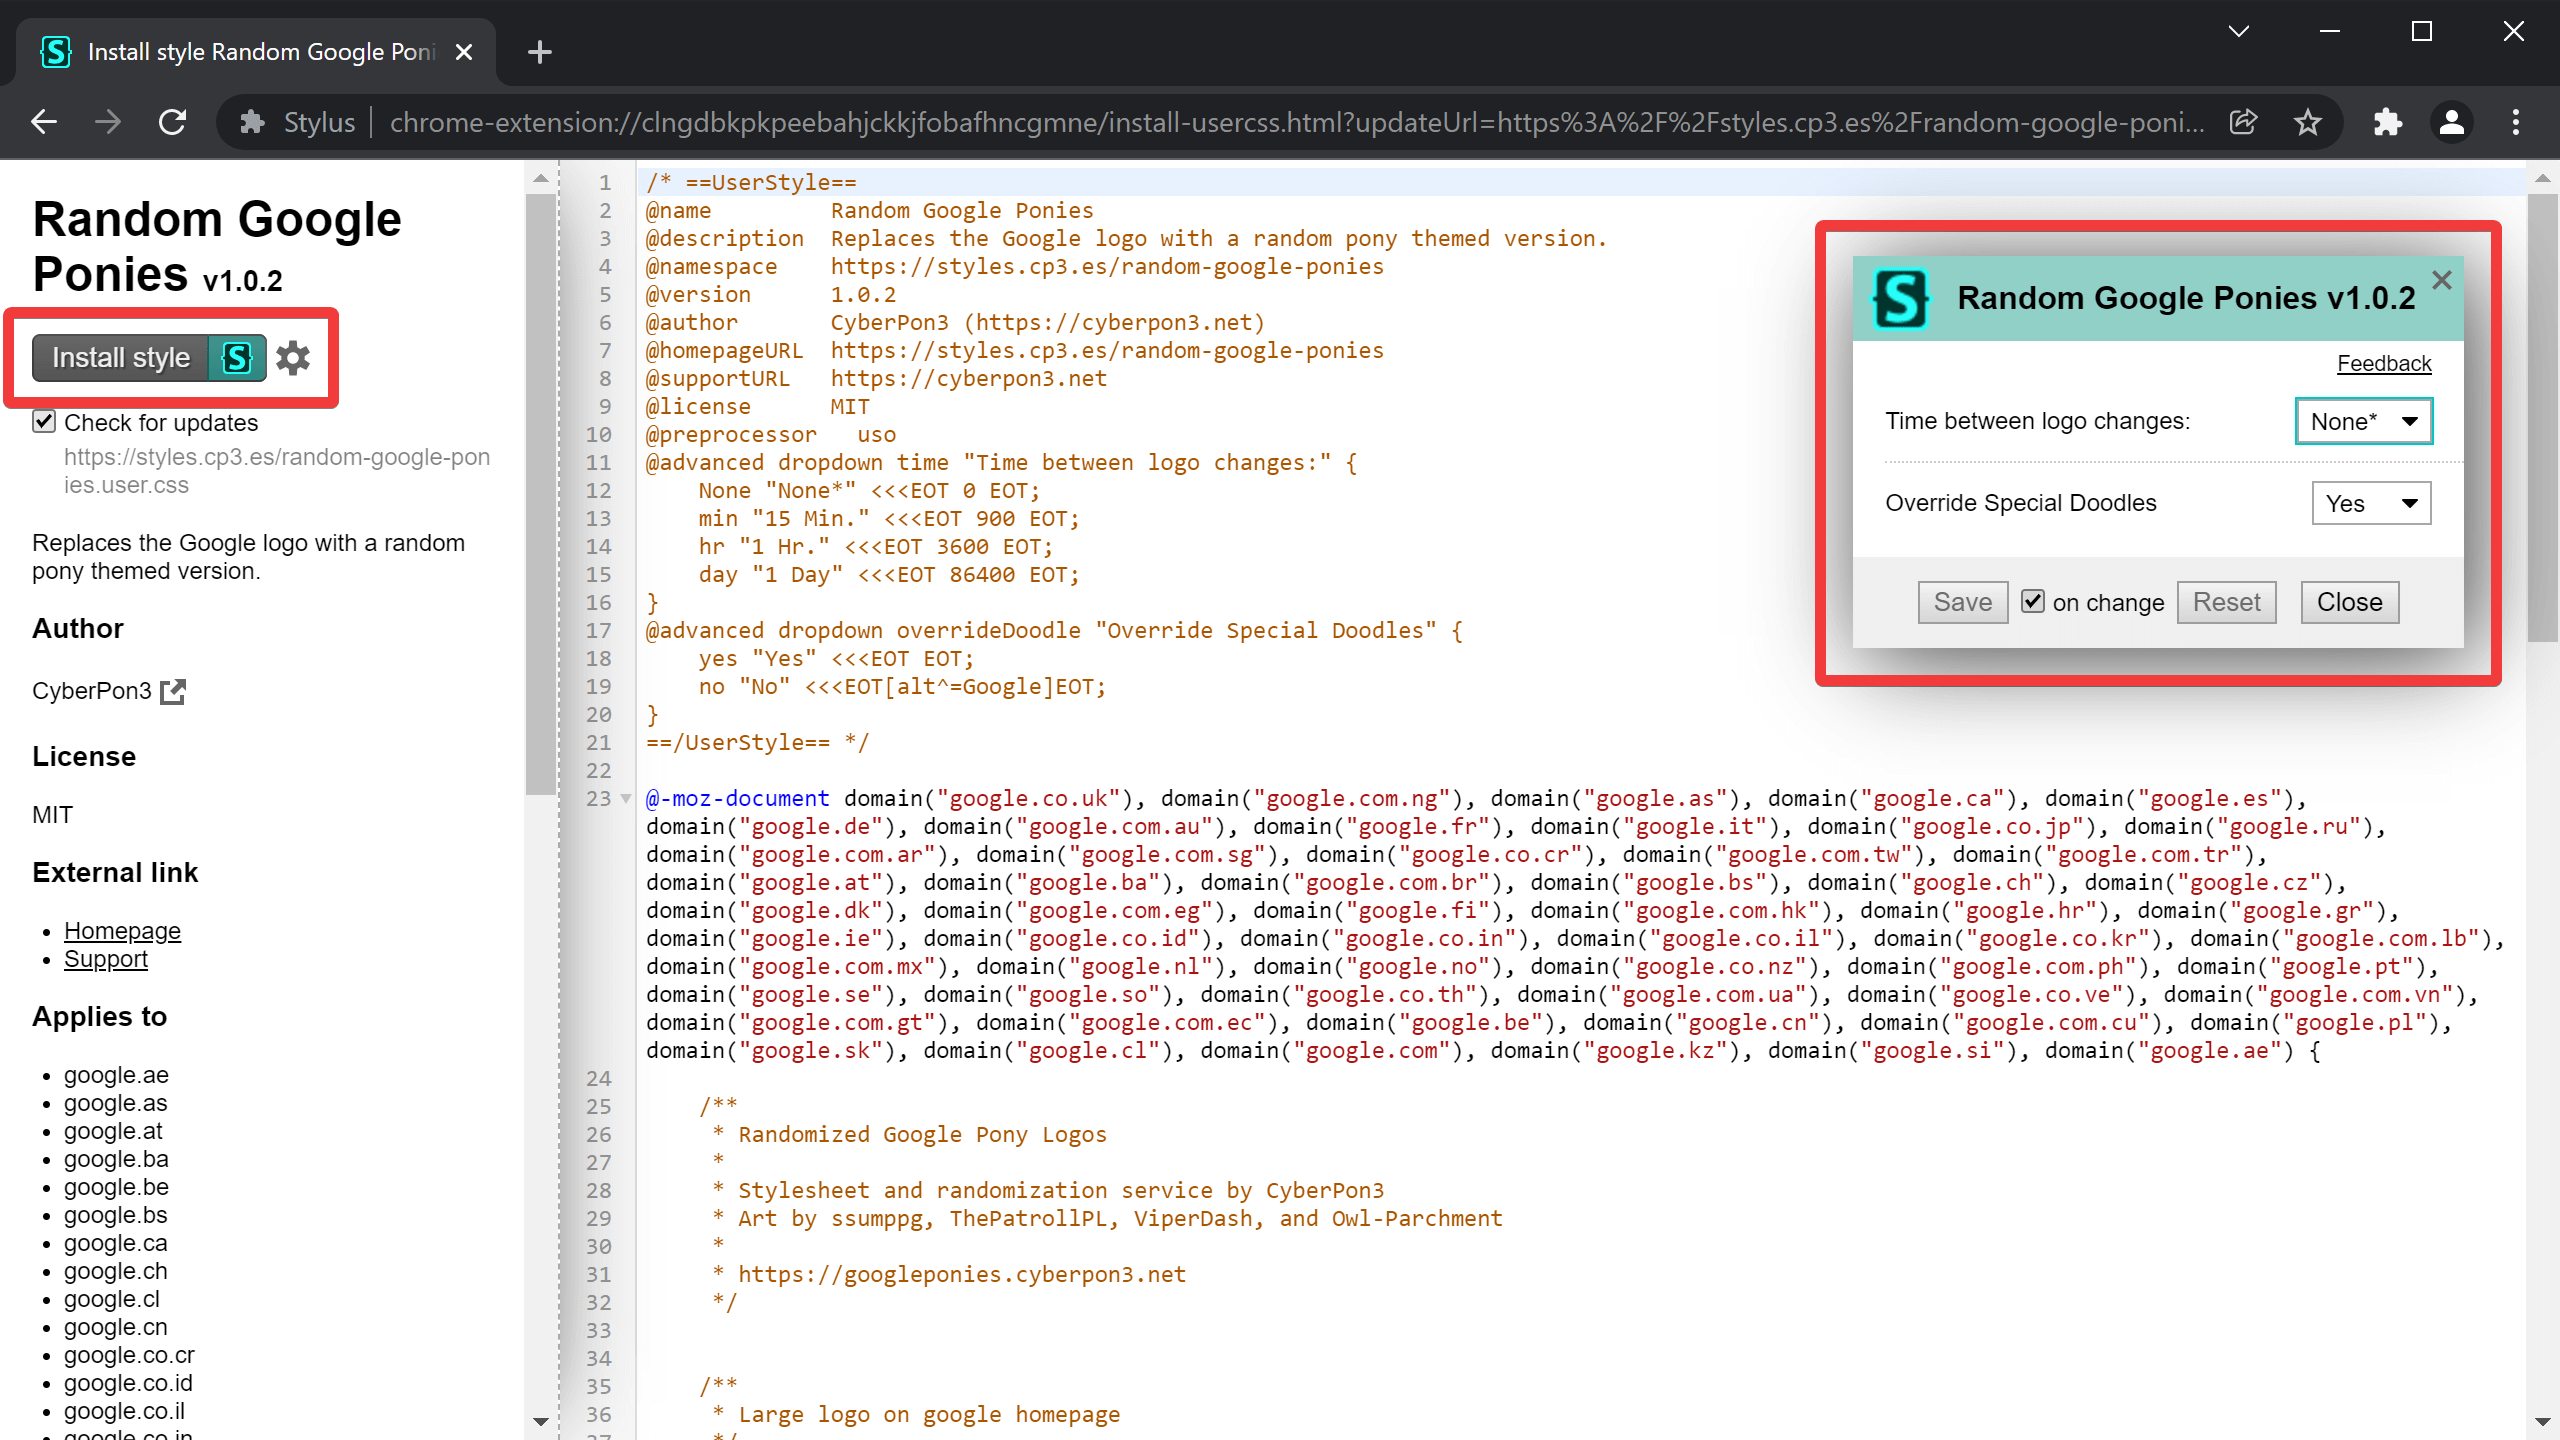 Install style Random Google Poni
Stylus
chrome-extension://clngdbkpkpeebahjckkjfobafhncgmne/install-usercss.html?updateUrl=https%3A%2F%2Fstyles.cp3.es%2Frandom-google-poni...
Random Google
Ponies v1.0.2
Install style
Check for updates
https://styles.cp3.es/random-google-pon
ies.user.css
Replaces the Google logo with a random
pony themed version.
Author
CyberPon3
License
MIT
External link
• Homepage
• Support
Applies to
• google.ae
• google.as
• google.at
• google.ba
• google.be
• google.bs
• google.ca
• google.ch
• google.cl
• google.cn
• google.co.cr
• google.co.id
• google.co.il
• google.co.in
1 /* ==UserStyle==
2 @name Random Google Ponies
3 @description Replaces the Google logo with a random pony themed version.
4 @namespace https://styles.cp3.es/random-google-ponies
5 @version 1.0.2
6 @author CyberPon3 (https://cyberpon3.net)
7 @homepageURL https://styles.cp3.es/random-google-ponies
8 @supportURL https://cyberpon3.net
9 @license MIT
10 @preprocessor uso
11 @advanced dropdown time "Time between logo changes:" {
12 None "None*" <<<EOT 0 EOT;
13 min "15 Min." <<<EOT 900 EOT;
14 hr "1 Hr." <<<EOT 3600 EOT;
15 day "1 Day" <<<EOT 86400 EOT;
16 }
17 @advanced dropdown overrideDoodle "Override Special Doodles" {
18 yes "Yes" <<<EOT EOT;
19 no "No" <<<EOT[alt^=Google]EOT;
20 }
21 ==/UserStyle== */
22
23 @-moz-document domain("google.co.uk"), domain("google.com.ng"), domain("google.as"), domain("google.ca"), domain("google.es"),
domain("google.de"), domain("google.com.au"), domain("google.fr"), domain("google.it"), domain("google.co.jp"), domain("google.ru"),
domain("google.com.ar"), domain("google.com.sg"), domain("google.co.cr"), domain("google.com.tw"), domain("google.com.tr"),
domain("google.at"), domain("google.ba"), domain("google.com.br"), domain("google.bs"), domain("google.ch"), domain("google.cz"),
domain("google.dk"), domain("google.com.eg"), domain("google.fi"), domain("google.com.hk"), domain("google.hr"), domain("google.gr"),
domain("google.ie"), domain("google.co.id"), domain("google.co.in"), domain("google.co.il"), domain("google.co.kr"), domain("google.com.lb"),
domain("google.com.mx"), domain("google.nl"), domain("google.no"), domain("google.co.nz"), domain("google.com.ph"), domain("google.pt"),
domain("google.se"), domain("google.so"), domain("google.co.th"), domain("google.com.ua"), domain("google.co.ve"), domain("google.com.vn"),
domain("google.com.gt"), domain("google.com.ec"), domain("google.be"), domain("google.cn"), domain("google.com.cu"), domain("google.pl"),
domain("google.sk"), domain("google.cl"), domain("google.com"), domain("google.kz"), domain("google.si"), domain("google.ae") {
24
25 /**
26 * Randomized Google Pony Logos
27 *
28 * Stylesheet and randomization service by CyberPon3
29 * Art by ssumppg, ThePatrollPL, ViperDash, and Owl-Parchment
30 *
31 * https://googleponies.cyberpon3.net
32 */
33
34
35 /**
36 * Large logo on google homepage
37 */
Random Google Ponies v1.0.2
Feedback
Time between logo changes: None*
Override Special Doodles Yes
Save on change Reset Close